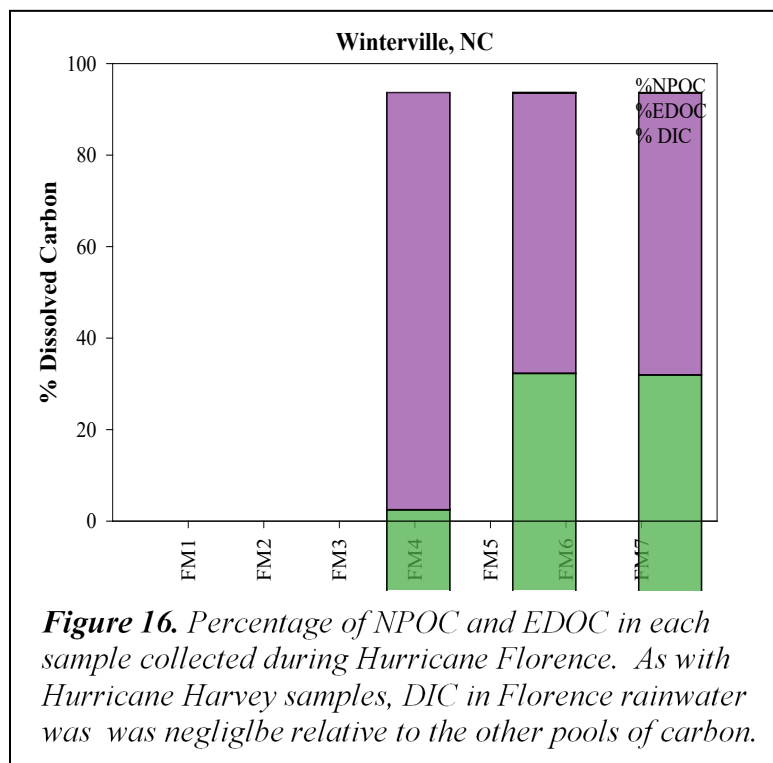 Winterville, NC
100
%NPOC
%EDOC
% DIC
80
60
40
20
0
% Dissolved Carbon
FM1
FM2
FM3
FM4
FM5
FM6
FM7
Figure 16. Percentage of NPOC and EDOC in each
sample collected during Hurricane Florence. As with
Hurricane Harvey samples, DIC in Florence rainwater
was was negliglbe relative to the other pools of carbon.